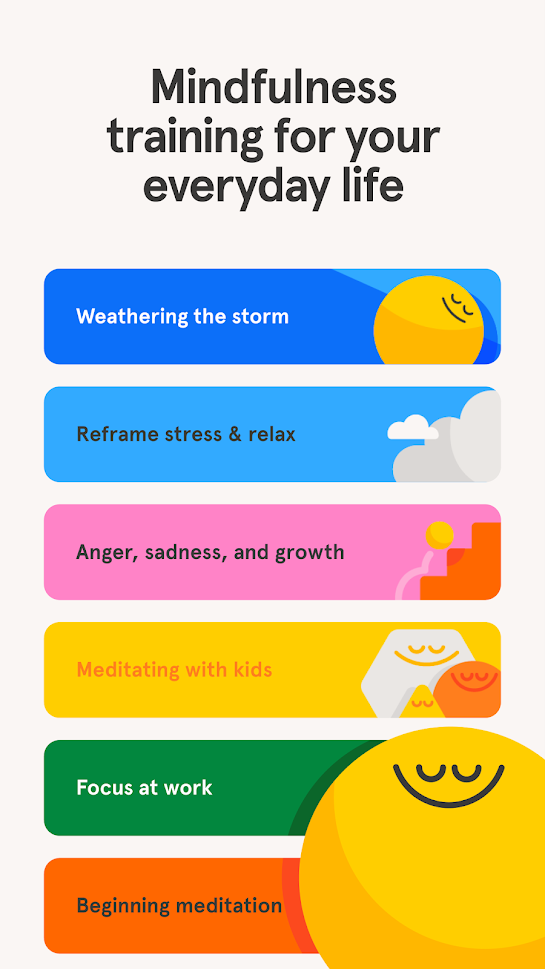 Mindfulness
training for your
everyday life
Weathering the storm
Reframe stress & relax
Anger, sadness, and growth
Meditating with kids
Focus at work
Beginning meditation